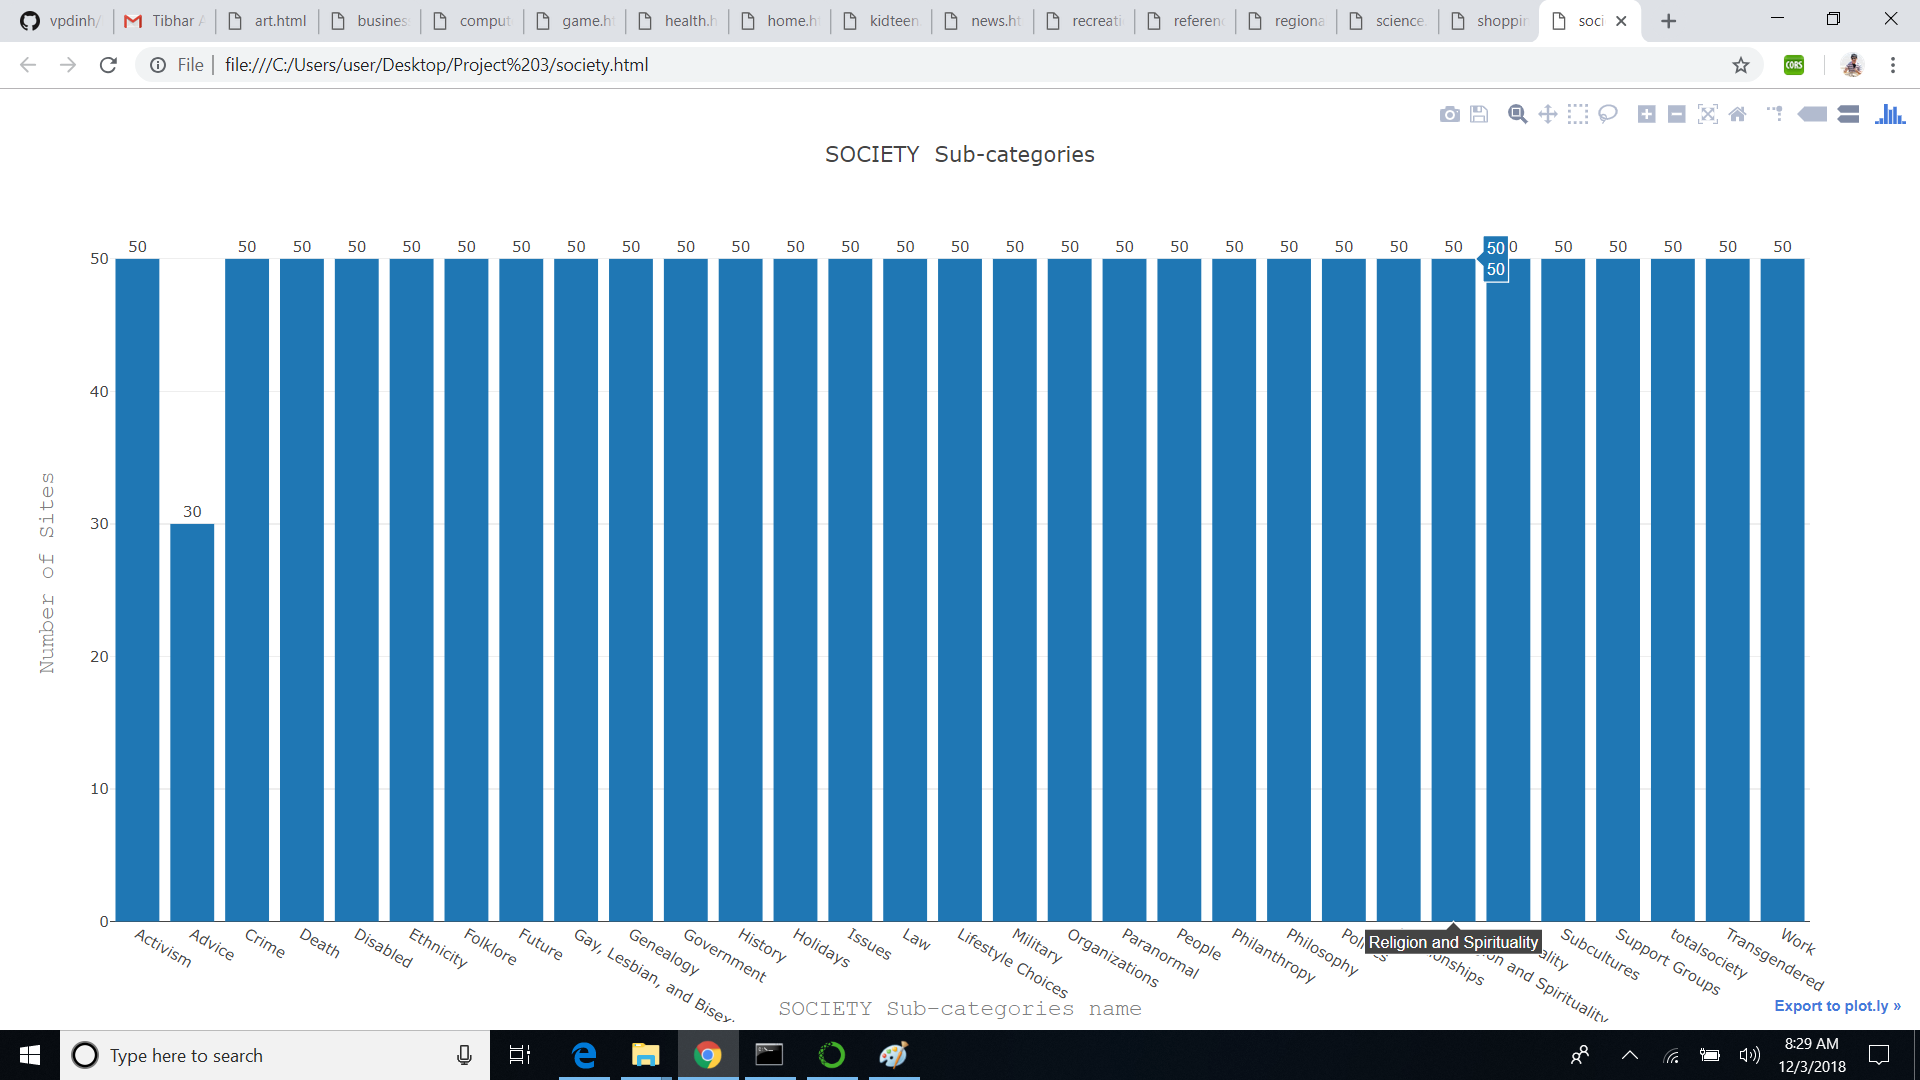 vpdinh/ Tibhar A art.html busines comput game.ht health.h home.ht kidteen. news.ht recreati referen regiona science. shoppin soci
File file:///C:/Users/user/Desktop/Project%203/society.html CORS
SOCIETY Sub-categories
50 50 50 50 50 50 50 50 50 50 50 50 50 50 50 50 50 50 50 50 50 50 50 50 50 50 50 50 50 50
50
50
40
30
30
20
10
0
Number of Sites
Activism
Advice
Crime
Death
Disabled
Ethnicity
Folklore
Future
Gay, Lesbian, and Bisex
Genealogy
Government
History
Holidays
Issues
Law
Lifestyle Choices
Military
Organizations
Paranormal
People
Philanthropy
Philosophy
Religion and Spirituality
Subcultures
Support Groups
totalsociety
Transgendered
Work
SOCIETY Sub-categories name
Export to plot.ly »
Type here to search
8:29 AM
12/3/2018